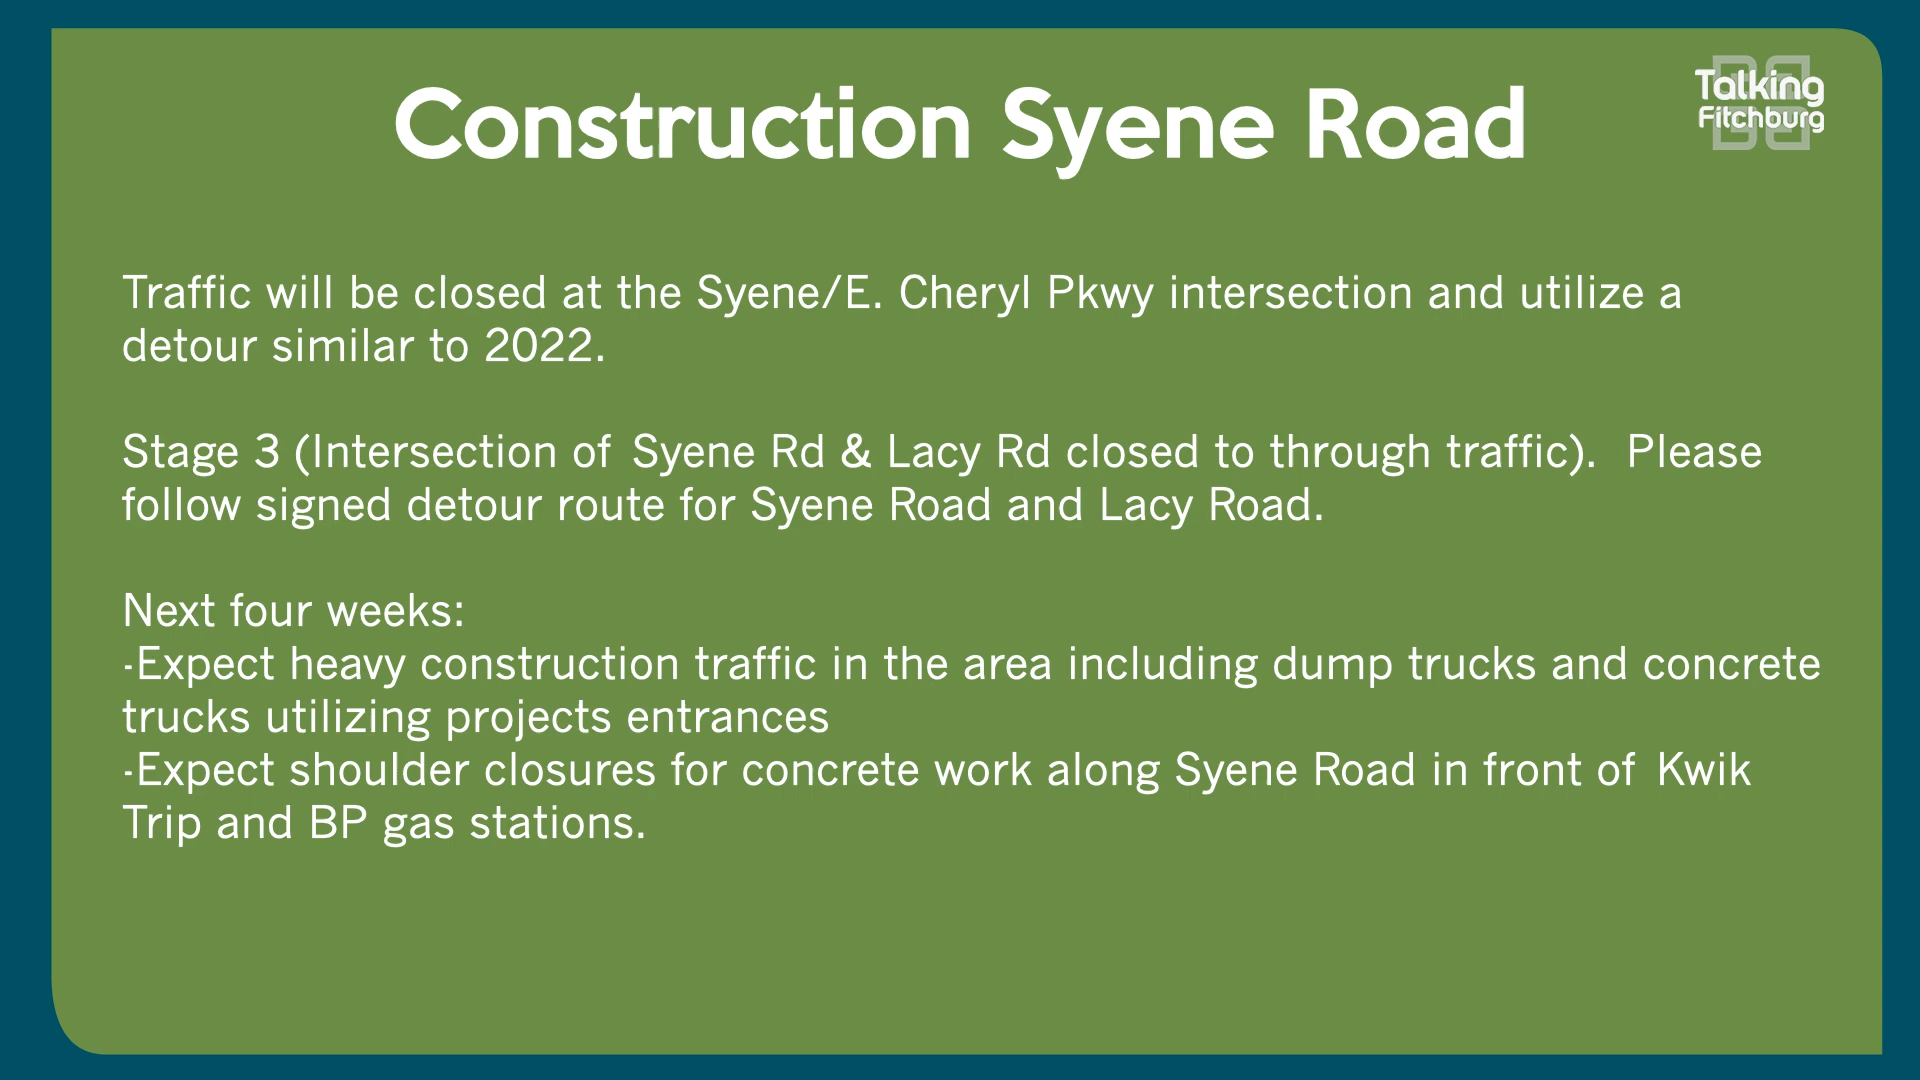 Construction Syene Road
Talking
Fitchburg
Traffic will be closed at the Syene/E. Cheryl Pkwy intersection and utilize a
detour similar to 2022.
Stage 3 (Intersection of Syene Rd & Lacy Rd closed to through traffic).  Please
follow signed detour route for Syene Road and Lacy Road.
Next four weeks:
-Expect heavy construction traffic in the area including dump trucks and concrete
trucks utilizing projects entrances
-Expect shoulder closures for concrete work along Syene Road in front of Kwik
Trip and BP gas stations.